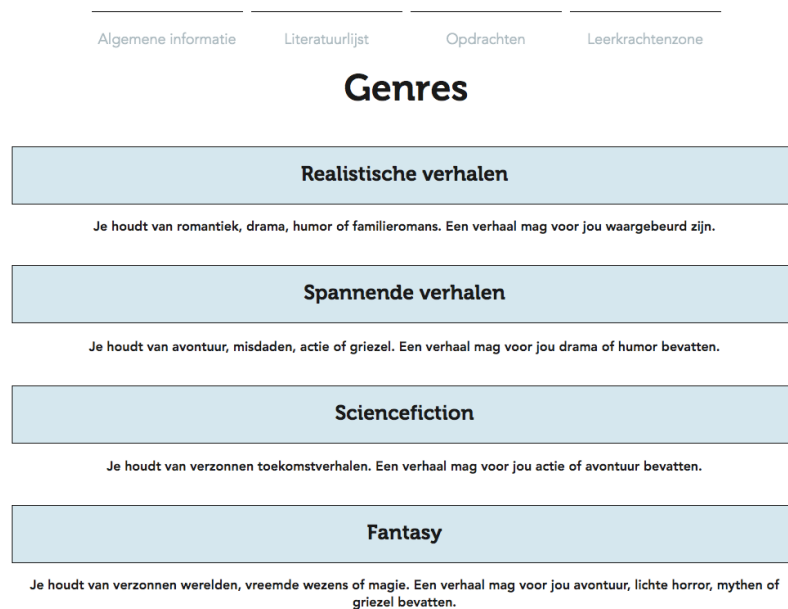 Algemene informatie Literatuurlijst Opdrachten Leerkrachtenzone
Genres
Realistische verhalen
Je houdt van romantiek, drama, humor of familieromans. Een verhaal mag voor jou waargebeurd zijn.
Spannende verhalen
Je houdt van avontuur, misdaden, actie of griezel. Een verhaal mag voor jou drama of humor bevatten.
Sciencefiction
Je houdt van verzonnen toekomstverhalen. Een verhaal mag voor jou actie of avontuur bevatten.
Fantasy
Je houdt van verzonnen werelden, vreemde wezens of magie. Een verhaal mag voor jou avontuur, lichte horror, mythen of
griezel bevatten.